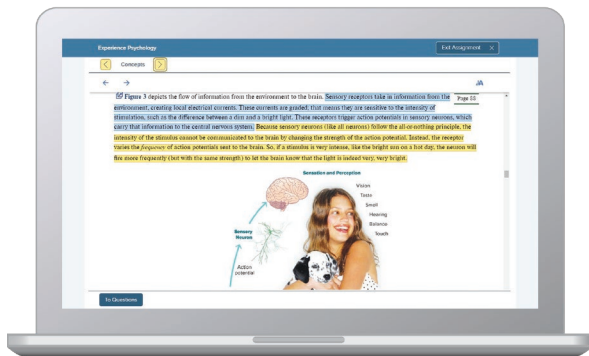 Experience Psychology
Exit Assignment X
Concepts
Figure 3 depicts the flow of information from the environment to the brain. Sensory receptors take in information from the
Page 88
environment, creating local electrical currents. These currents are graded; that means they are sensitive to the intensity of
stimulation, such as the difference between a dim and a bright light. These receptors trigger action potentials in sensory neurons, which
carry that information to the central nervous system. Because sensory neurons (like all neurons) follow the all-or-nothing principle, the
intensity of the stimulus cannot be communicated to the brain by changing the strength of the action potential. Instead, the receptor
varies the frequency of action potentials sent to the brain. So, if a stimulus is very intense, like the bright sun on a hot day, the neuron will
fire more frequently (but with the same strength) to let the brain know that the light is indeed very, very bright.
Sensation and Perception
Vision
Taste
Smell
Hearing
Balance
Touch
Sensory
Neuron
Action
potential
To Questions